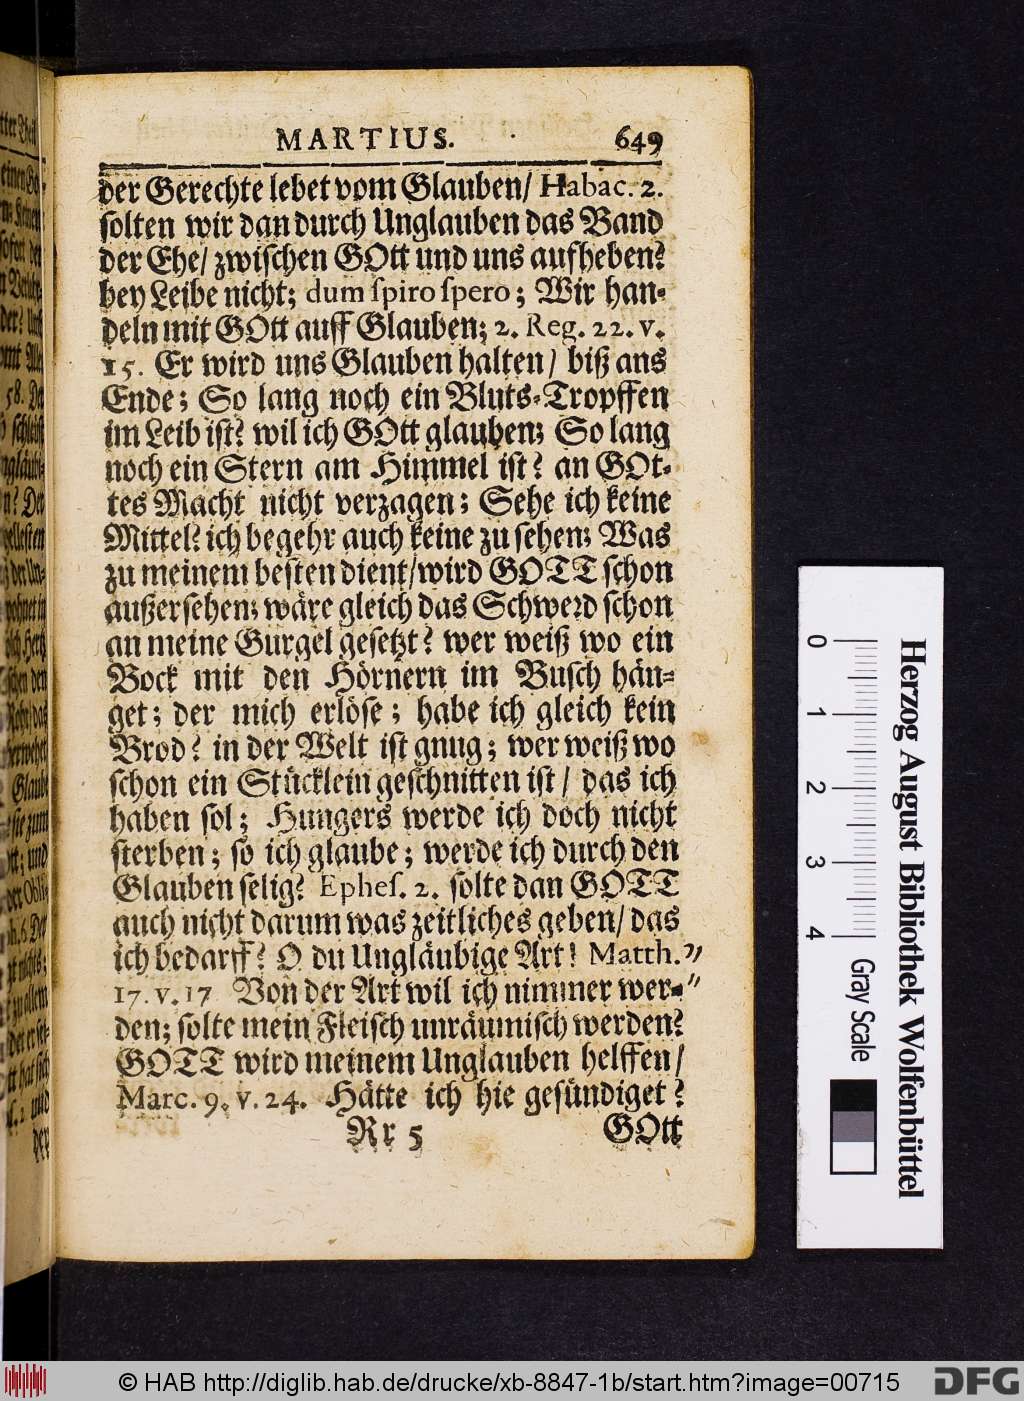 MARTIUS. 649
der Gerechte lebet vom Glauben/ Habac. 2.
solten wir dan durch Unglauben das Band
der Ehe/ zwischen GOtt und uns aufheben?
bey Leibe nicht; dum ſpiro ſpero; Wir han-
deln mit GOtt auff Glauben; 2. Reg. 22. v.
15. Er wird uns Glauben halten/ biß ans
Ende; So lang noch ein Bluts-Tropffen
im Leib ist? wil ich GOtt glauben; So lang
noch ein Stern am Himmel ist? an GOt-
tes Macht nicht verzagen; Sehe ich keine
Mittel? ich begehr auch keine zu sehen; Was
zu meinem besten dient/wird GOTT schon
außersehen; wäre gleich das Schwerd schon
an meine Gurgel gesetzt? wer weiß wo ein
Bock mit den Hörnern im Busch hän-
get; der mich erlöse; habe ich gleich kein
Brod? in der Welt ist gnug; wer weiß wo
schon ein Stücklein geschnitten ist/ das ich
haben sol; Hungers werde ich doch nicht
sterben; so ich glaube; werde ich durch den
Glauben selig? Ephef. 2. solte dan GOTT
auch nicht darum was zeitliches geben/ das
ich bedarff? O du Ungläubige Art! Matth.
17. v. 17 Von der Art wil ich nimmer wer-
den; solte mein Fleisch unräumisch werden?
GOTT wird meinem Unglauben helffen/
Marc. 9. v. 24. Hätte ich hie gesündiget?
Rr 5 GOtt
0 1 2 3 4
Gray Scale
Herzog August Bibliothek Wolfenbüttel
© HAB http://diglib.hab.de/drucke/xb-8847-1b/start.htm?image=00715
DFG